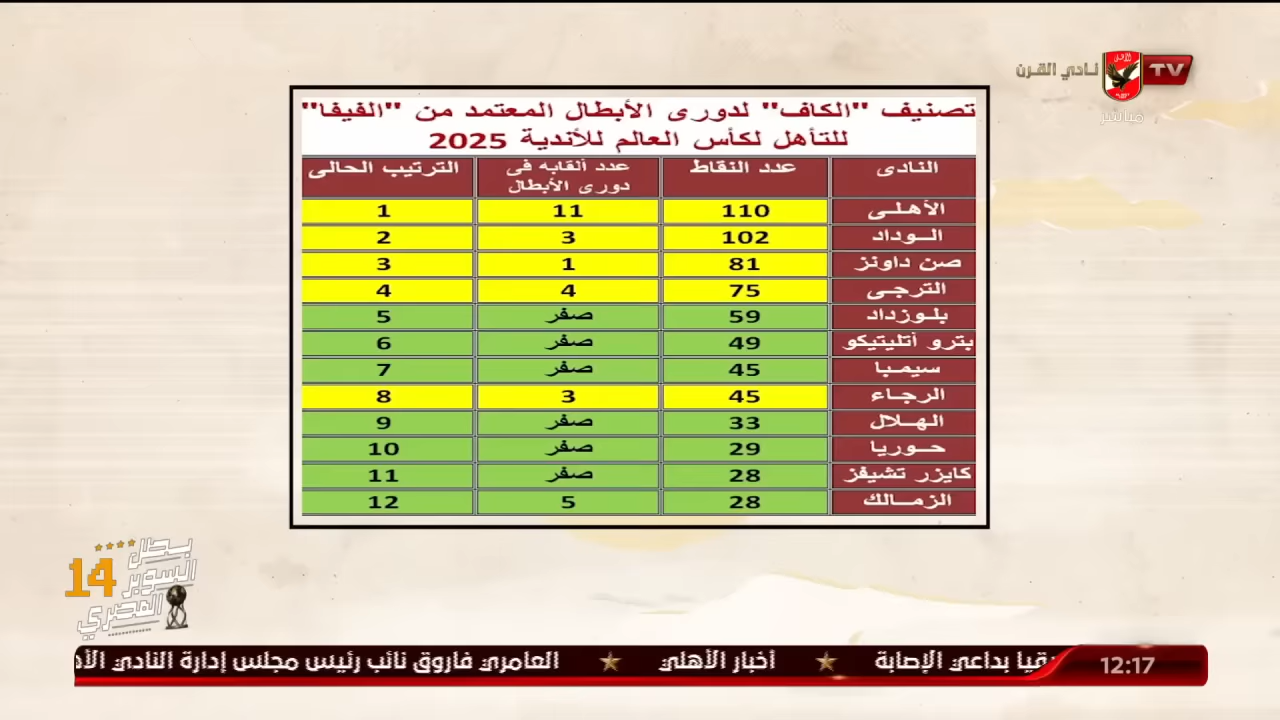 نادي القرن
TV
مباشر
تصنيف "الكاف" لدورى الأبطال المعتمد من "الفيفا"
للتأهل لكأس العالم للأندية 2025
النادى عدد النقاط عدد ألقابه فى دورى الأبطال الترتيب الحالى
الأهلى 110 11 1
الوداد 102 3 2
صن داونز 81 1 3
الترجى 75 4 4
بلوزداد 59 صفر 5
بترو أتليتيكو 49 صفر 6
سيمبا 45 صفر 7
الرجاء 45 3 8
الهلال 33 صفر 9
حوريا 29 صفر 10
كايزر تشيفز 28 صفر 11
الزمالك 28 5 12
بطل
السوبر 14
المصري
12:17 بداعي الإصابة ★ أخبار الأهلي ★ العامري فاروق نائب رئيس مجلس إدارة النادي